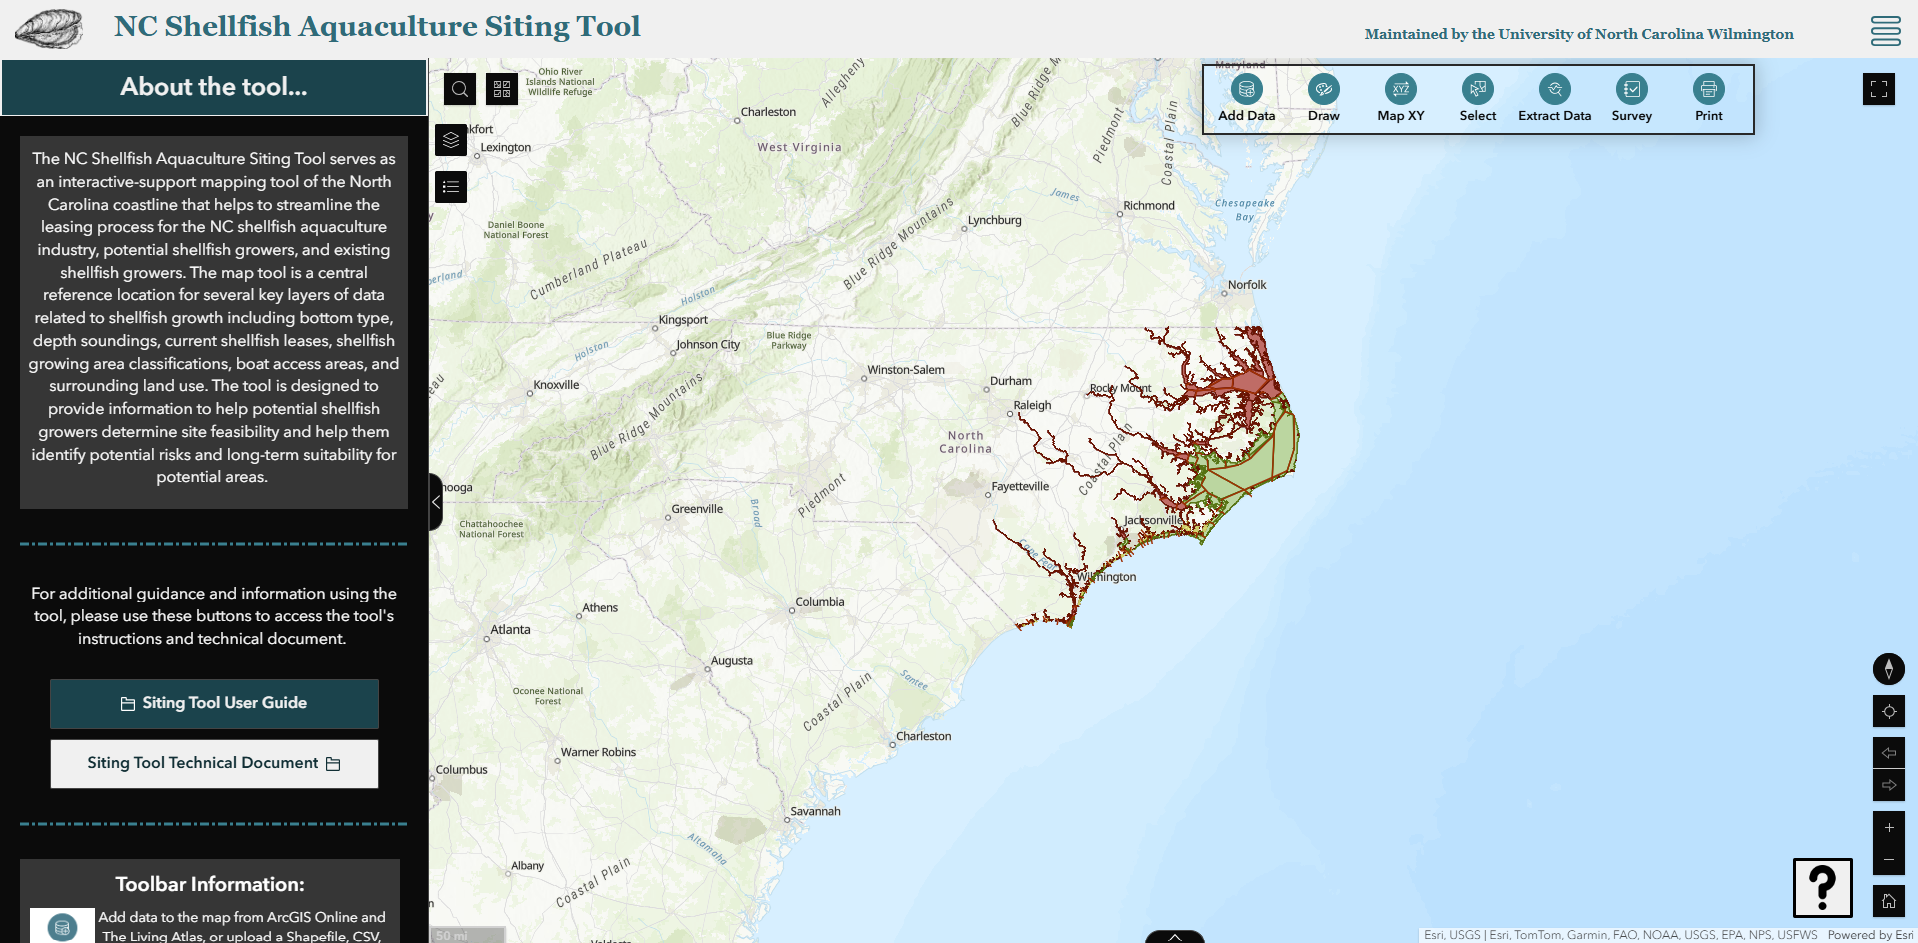 NC Shellfish Aquaculture Siting Tool
Maintained by the University of North Carolina Wilmington
About the tool...
The NC Shellfish Aquaculture Siting Tool serves as
an interactive-support mapping tool of the North
Carolina coastline that helps to streamline the
leasing process for the NC shellfish aquaculture
industry, potential shellfish growers, and existing
shellfish growers. The map tool is a central
reference location for several key layers of data
related to shellfish growth including bottom type,
depth soundings, current shellfish leases, shellfish
growing area classifications, boat access areas, and
surrounding land use. The tool is designed to
provide information to help potential shellfish
growers determine site feasibility and help them
identify potential risks and long-term suitability for
potential areas.
For additional guidance and information using the
tool, please use these buttons to access the tool's
instructions and technical document.
Siting Tool User Guide
Siting Tool Technical Document
Toolbar Information:
Add data to the map from ArcGIS Online and
The Living Atlas, or upload a Shapefile, CSV,
Maryland
Add Data
Draw
Map XY
Select
Extract Data
Survey
Print
Ohio River
Islands National
Wildlife Refuge
Charleston
Allegheny
Blue Ridge M
Piedmont
Coastal Plain
nkfort
Lexington
West Virginia
James
Richmond
Chesapeake
Bay
Daniel Boone
National Forest
Lynchburg
Blue Ridge Mountains
Cumberland Plateau
berland
Holston
Norfolk
Kingsport
Johnson City
Blue Ridge
Parkway
Holston
Winston-Salem
Durham
Rocky Mount
Knoxville
eau
Raleigh
Blue Ridge Mountains
North
Carolina
Coastal Plain
Fayetteville
Piedmont
nooga
Greenville
Broad
Chattahoochee
National Forest
Jacksonville
Cape Fear
Wilmington
Columbia
Athens
Atlanta
Augusta
Santee
Oconee National
Forest
Coastal Plain
Charleston
Warner Robins
Columbus
Savannah
Altamaha
Albany
Coastal Plain
n
Valdosta
50 mi
?
Esri, USGS | Esri, TomTom, Garmin, FAO, NOAA, USGS, EPA, NPS, USFWS
Powered by Esri